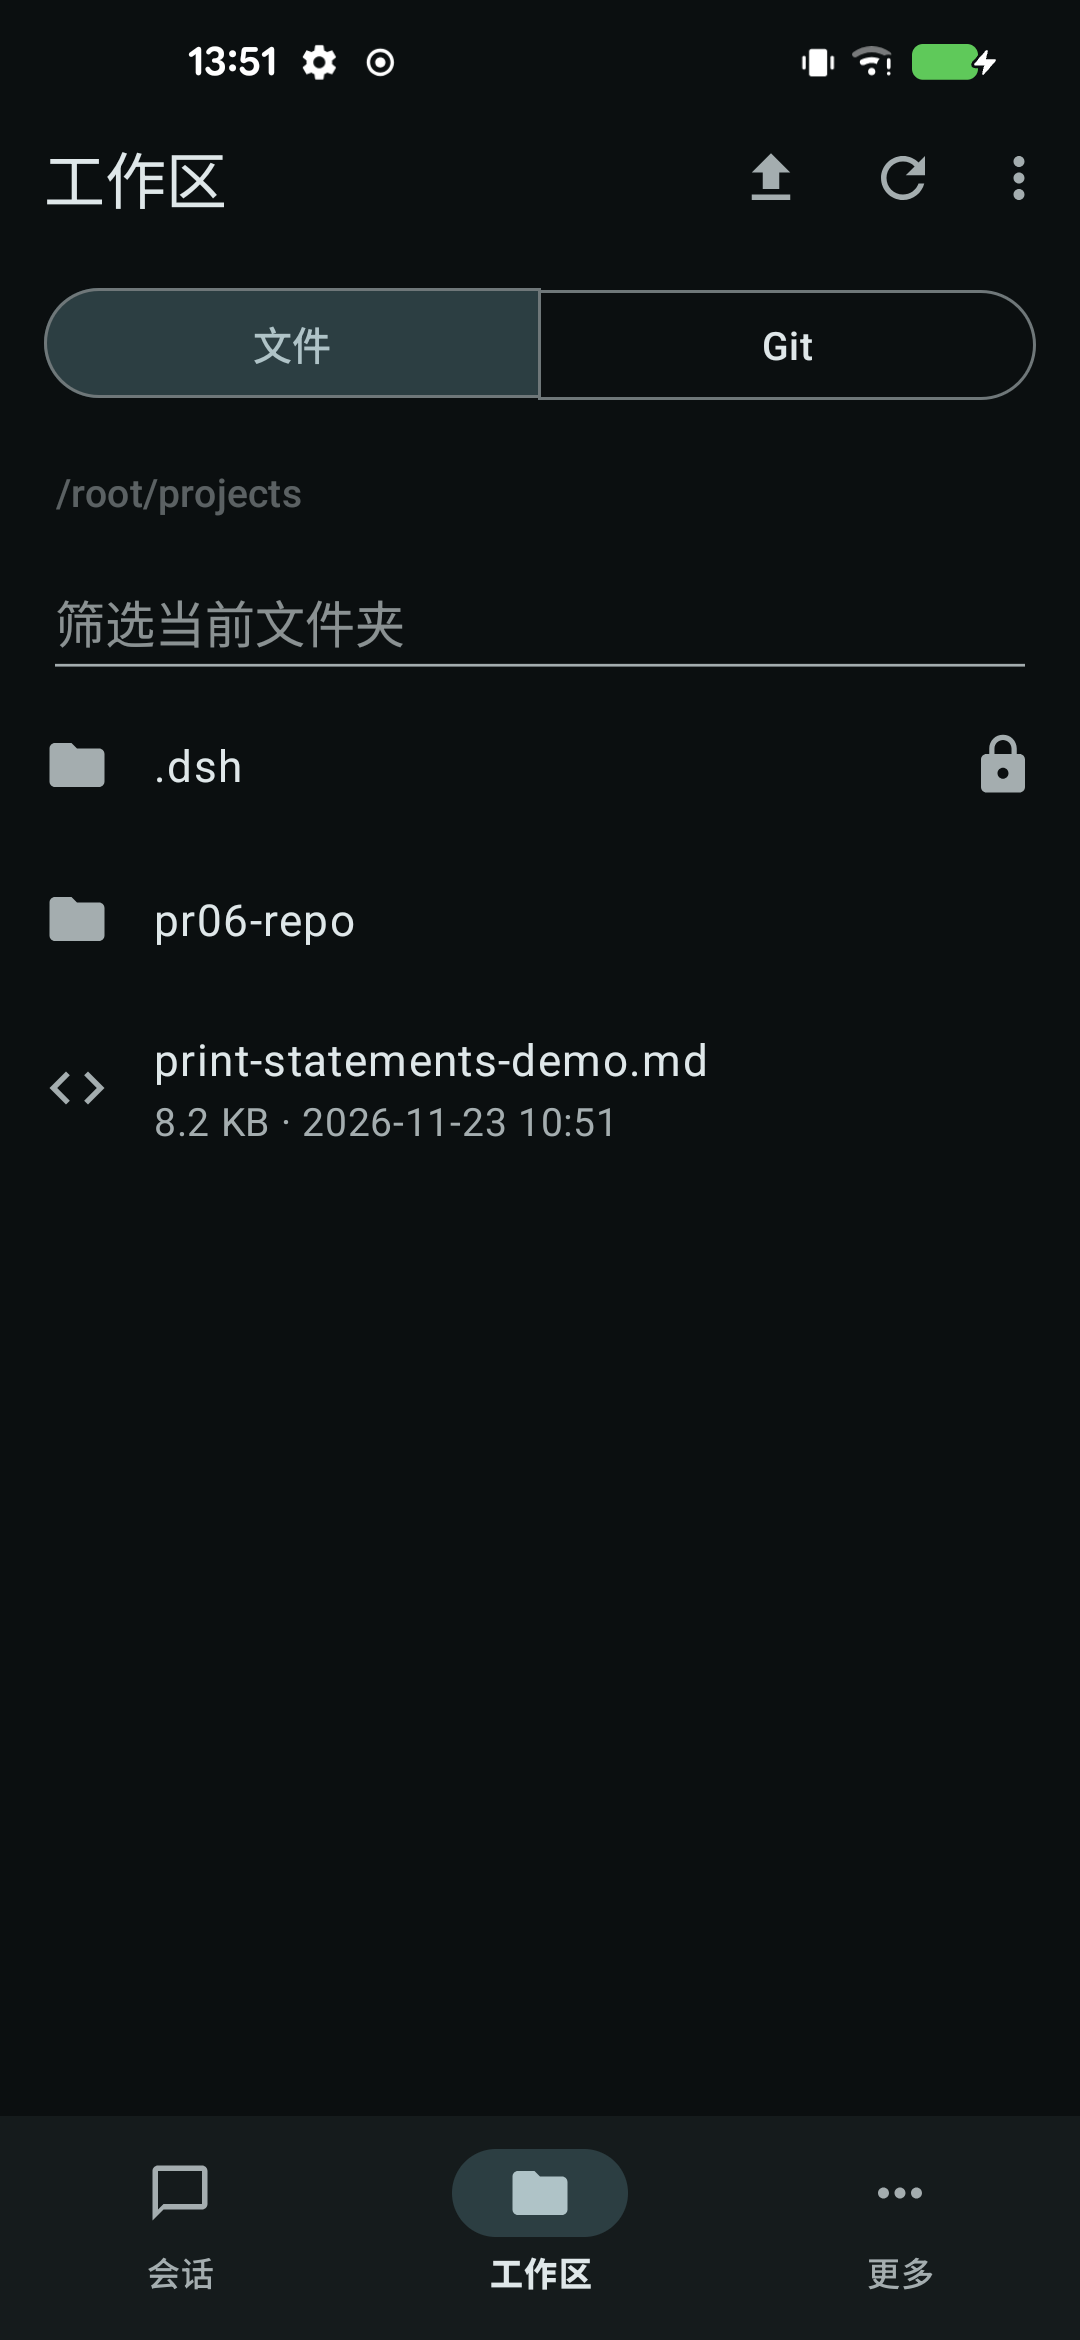 13:51
工作区
文件
Git
/root/projects
筛选当前文件夹
.dsh
pr06-repo
print-statements-demo.md
8.2 KB · 2026-11-23 10:51
会话
工作区
更多